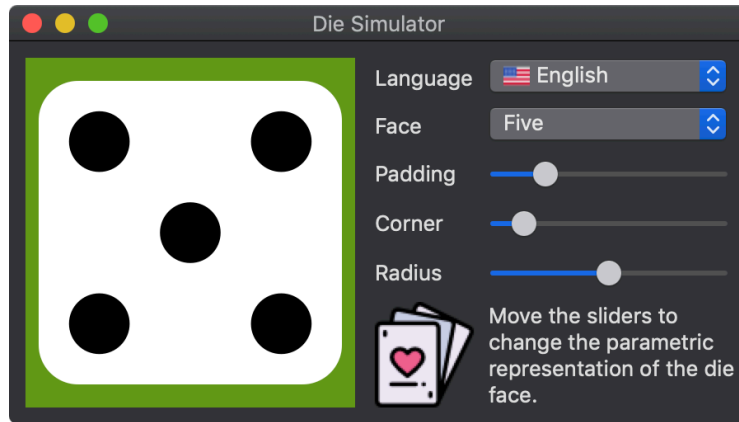 Die Simulator
Language
English
Face
Five
Padding
Corner
Radius
Move the sliders to
change the parametric
representation of the die
face.